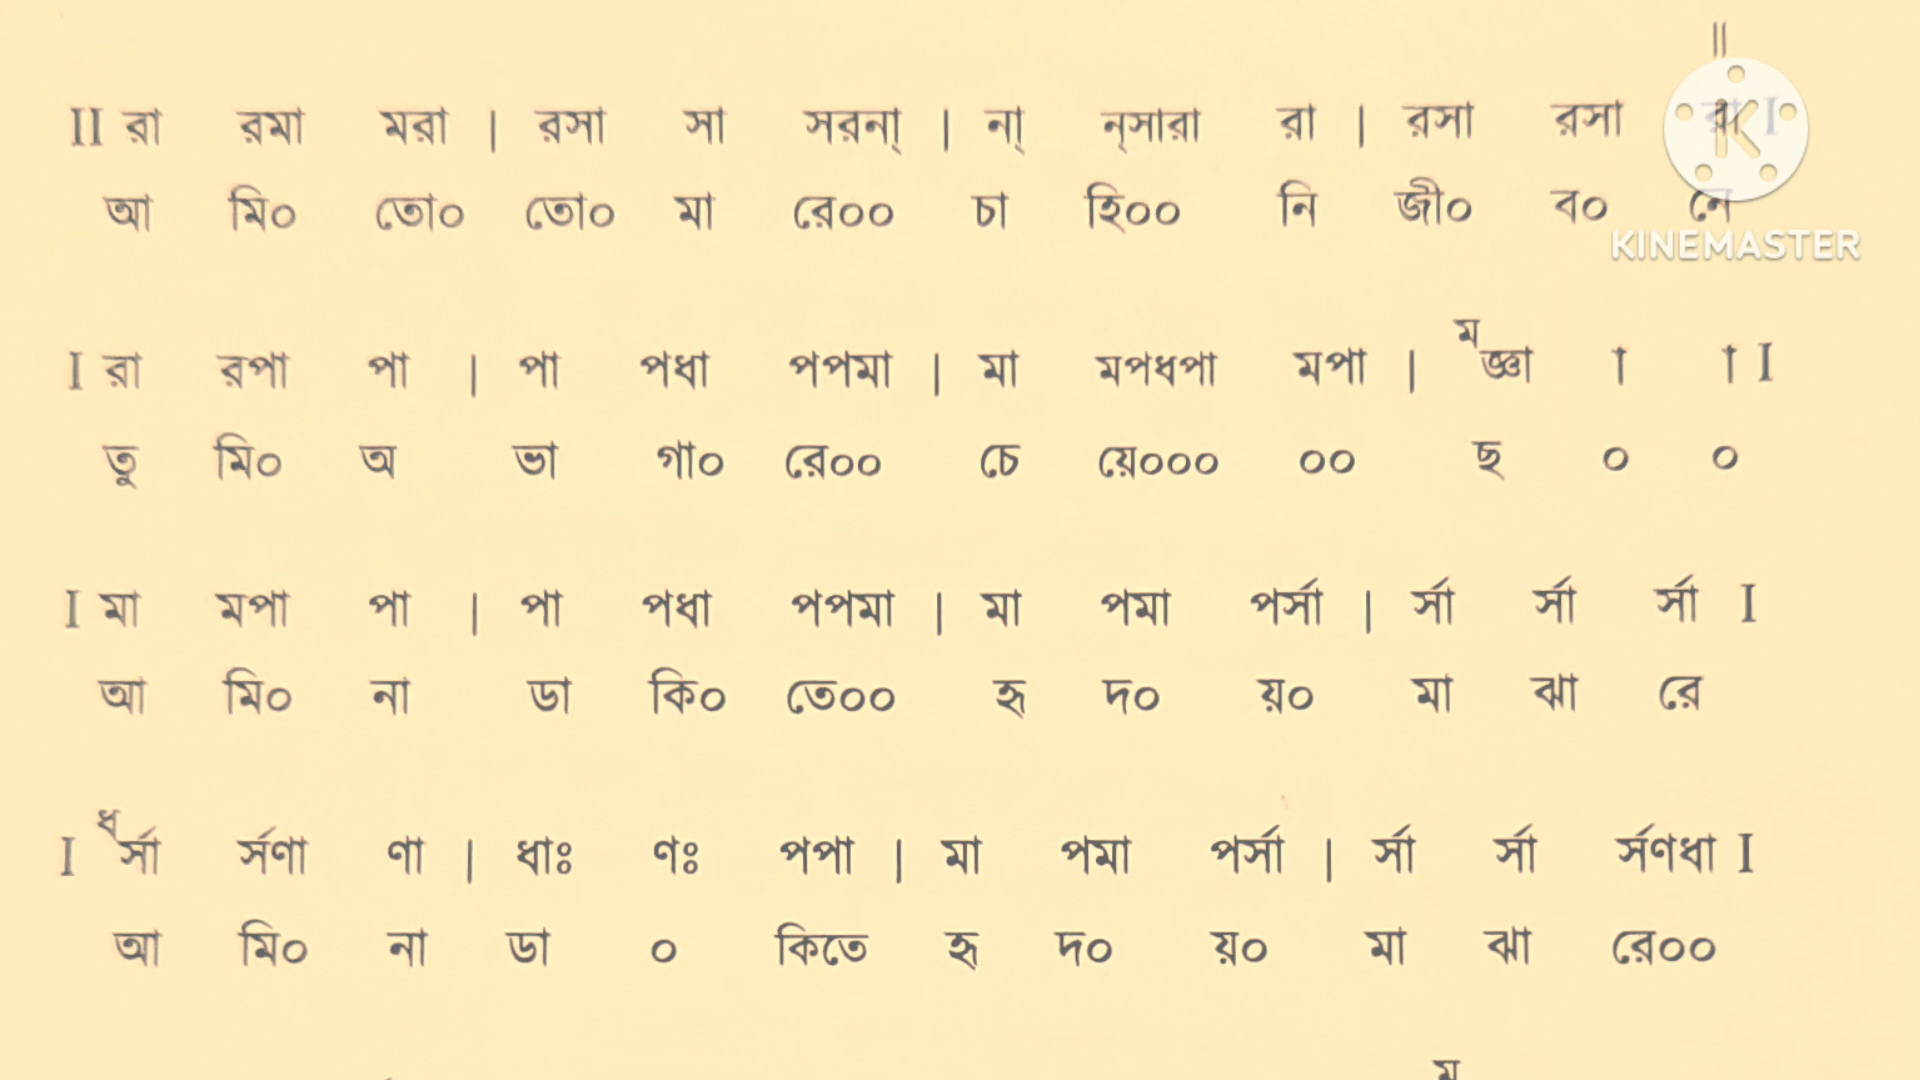 ||
II রা রমা মরা | রসা সা সরনা্ | না্ ন্সারা রা | রসা রসা রা I
আ মি০ তো০ তো০ মা রে০০ চা হি০০ নি জী০ ব০ নে
KINEMASTER
ম
I রা রপা পা | পা পধা পপমা | মা মপধপা মপা | জ্ঞা া া I
তু মি০ অ ভা গা০ রে০০ চে য়ে০০০ ০০ ছ ০ ০
I মা মপা পা | পা পধা পপমা | মা পমা পর্সা | র্সা র্সা র্সা I
আ মি০ না ডা কি০ তে০০ হৃ দ০ য়০ মা ঝা রে
ধ
I র্সা র্সণা ণা | ধাঃ ণঃ পপা | মা পমা পর্সা | র্সা র্সা র্সণধা I
আ মি০ না ডা ০ কিতে হৃ দ০ য়০ মা ঝা রে০০
ম